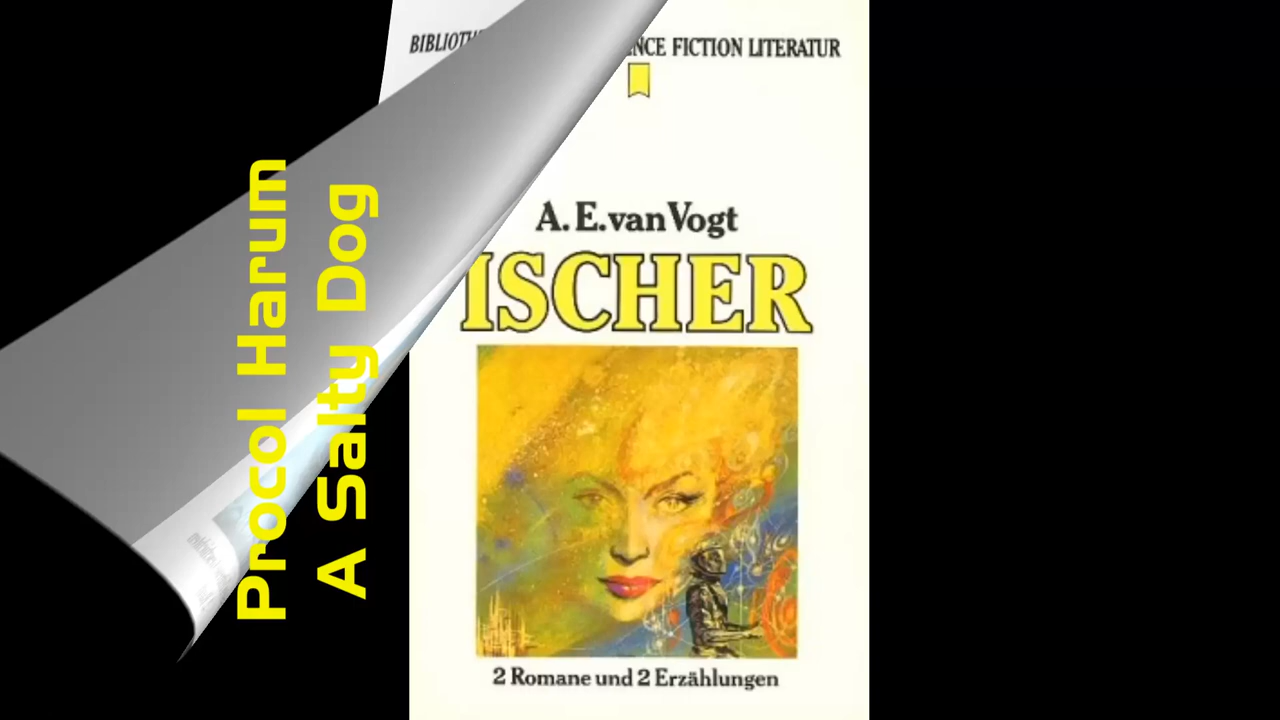 Procol Harum
A Salty Dog
BIBLIOTH
NCE FICTION LITERATUR
A. E. van Vogt
ISCHER
2 Romane und 2 Erzählungen